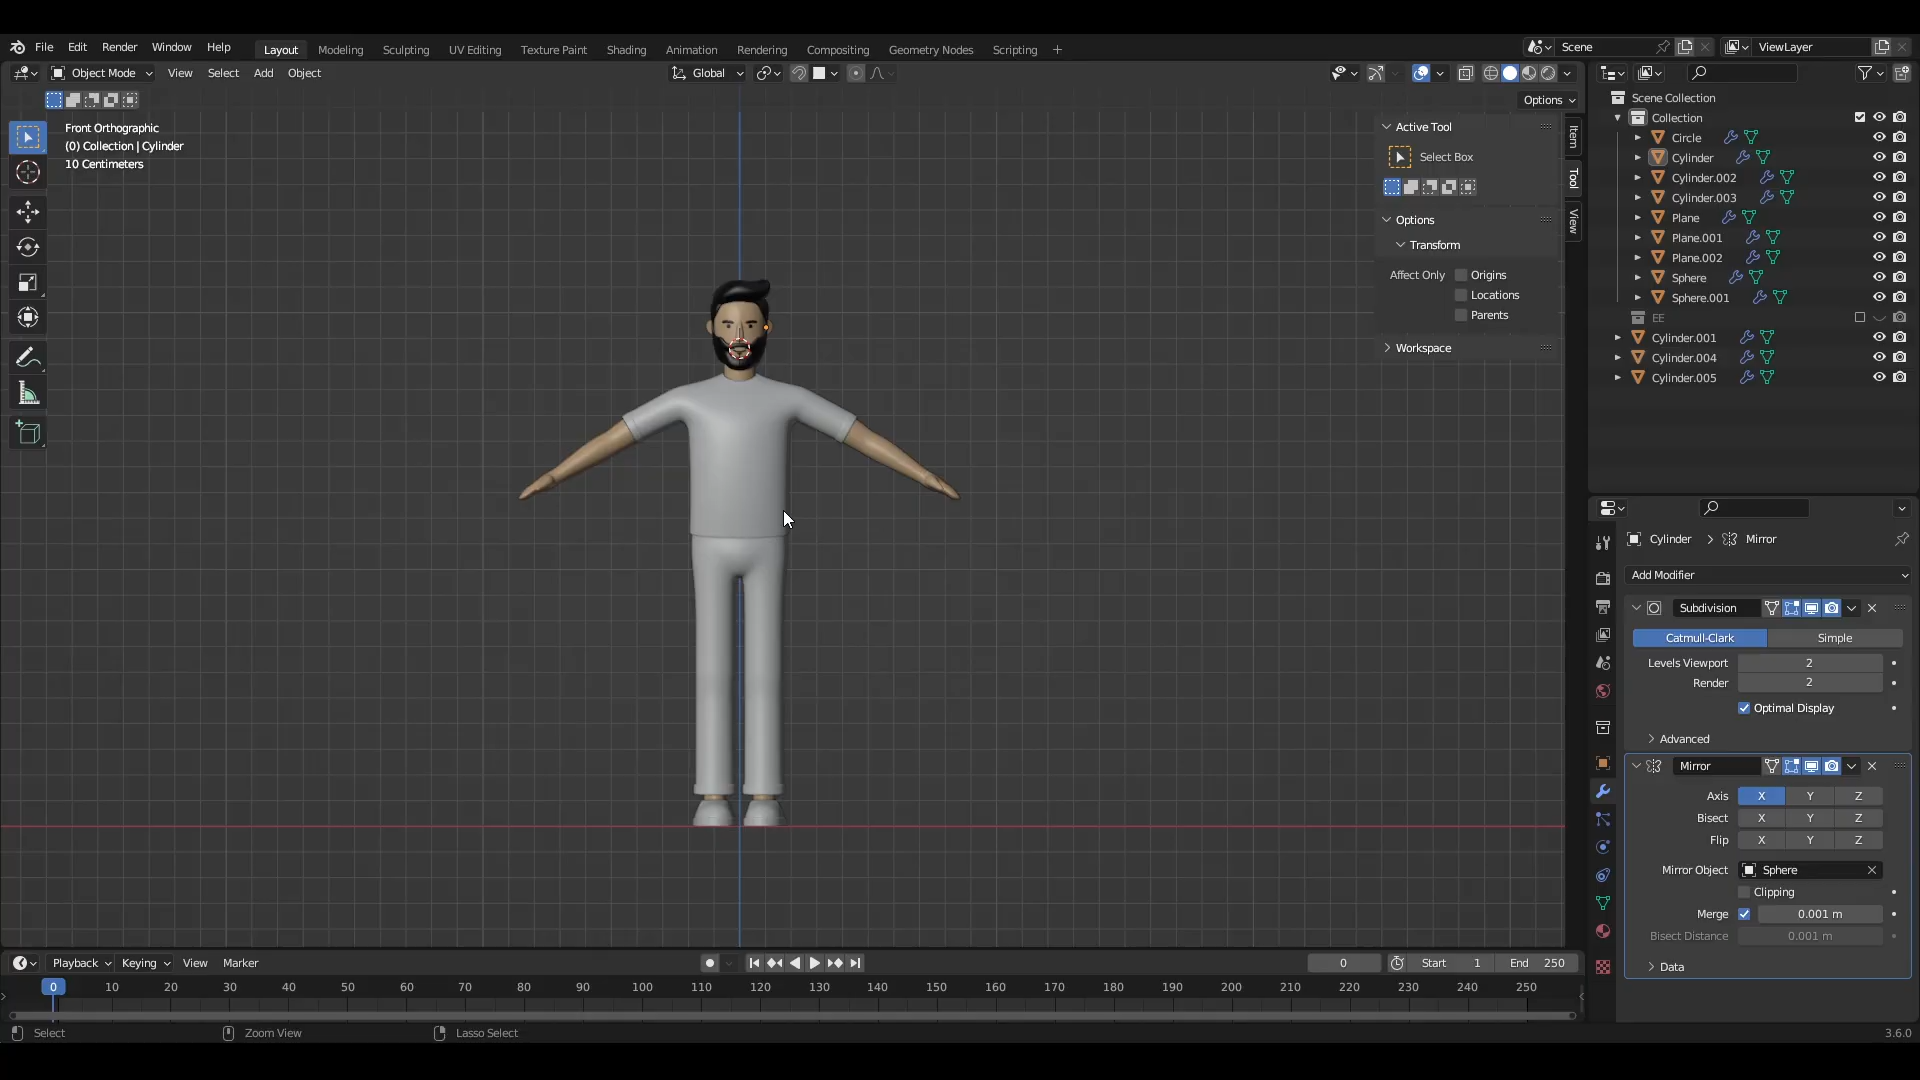 File Edit Render Window Help Layout Modeling Sculpting UV Editing Texture Paint Shading Animation Rendering Compositing Geometry Nodes Scripting + Scene ViewLayer
Object Mode View Select Add Object Global
Options
Front Orthographic
(0) Collection | Cylinder
10 Centimeters
Active Tool
Select Box
Options
Transform
Affect Only Origins
Locations
Parents
Workspace
Item
Tool
View
Scene Collection
Collection
Circle
Cylinder
Cylinder.002
Cylinder.003
Plane
Plane.001
Plane.002
Sphere
Sphere.001
EE
Cylinder.001
Cylinder.004
Cylinder.005
Cylinder > Mirror
Add Modifier
Subdivision
Catmull-Clark Simple
Levels Viewport 2
Render 2
Optimal Display
Advanced
Mirror
Axis X Y Z
Bisect X Y Z
Flip X Y Z
Mirror Object Sphere
Clipping
Merge 0.001 m
Bisect Distance 0.001 m
Data
Playback Keying View Marker 0 Start 1 End 250
0 10 20 30 40 50 60 70 80 90 100 110 120 130 140 150 160 170 180 190 200 210 220 230 240 250
Select Zoom View Lasso Select 3.6.0